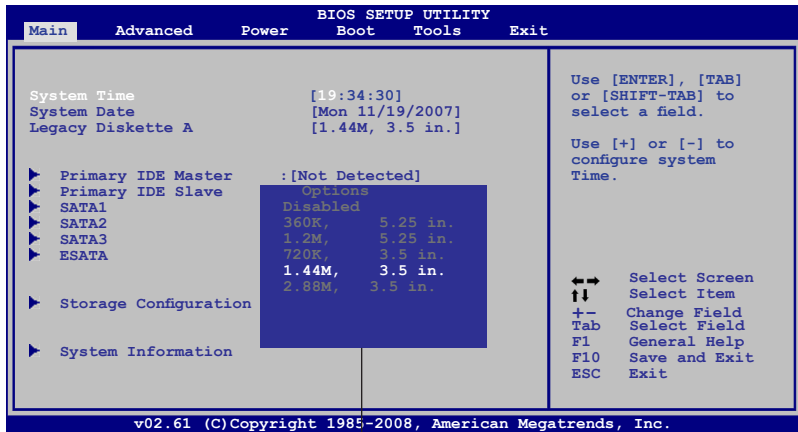 BIOS SETUP UTILITY
Main Advanced Power Boot Tools Exit
System Time [19:34:30]
System Date [Mon 11/19/2007]
Legacy Diskette A [1.44M, 3.5 in.]
Primary IDE Master :[Not Detected]
Primary IDE Slave
SATA1
SATA2
SATA3
ESATA
Storage Configuration
System Information
Options
Disabled
360K, 5.25 in.
1.2M, 5.25 in.
720K, 3.5 in.
1.44M, 3.5 in.
2.88M, 3.5 in.
Use [ENTER], [TAB]
or [SHIFT-TAB] to
select a field.
Use [+] or [-] to
configure system
Time.
←→ Select Screen
↑↓ Select Item
+- Change Field
Tab Select Field
F1 General Help
F10 Save and Exit
ESC Exit
v02.61 (C)Copyright 1985-2008, American Megatrends, Inc.